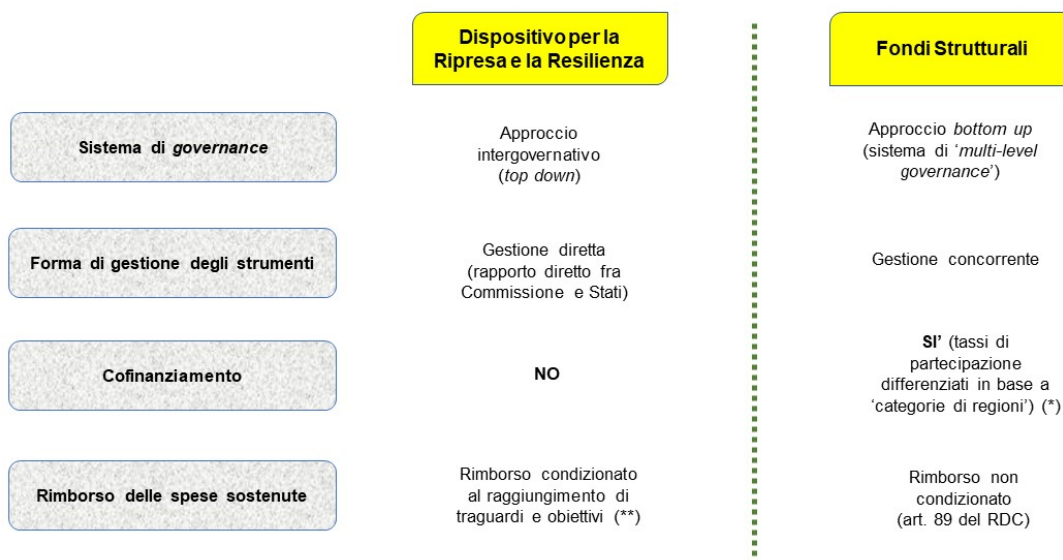 Dispositivo per la
Ripresa e la Resilienza
Fondi Strutturali
Sistema di governance
Approccio
intergovernativo
(top down)
Approccio bottom up
(sistema di ‘multi-level
governance’)
Forma di gestione degli strumenti
Gestione diretta
(rapporto diretto fra
Commissione e Stati)
Gestione concorrente
Cofinanziamento
NO
SI’ (tassi di
partecipazione
differenziati in base a
‘categorie di regioni’) (*)
Rimborso delle spese sostenute
Rimborso condizionato
al raggiungimento di
traguardi e obiettivi (**)
Rimborso non
condizionato
(art. 89 del RDC)